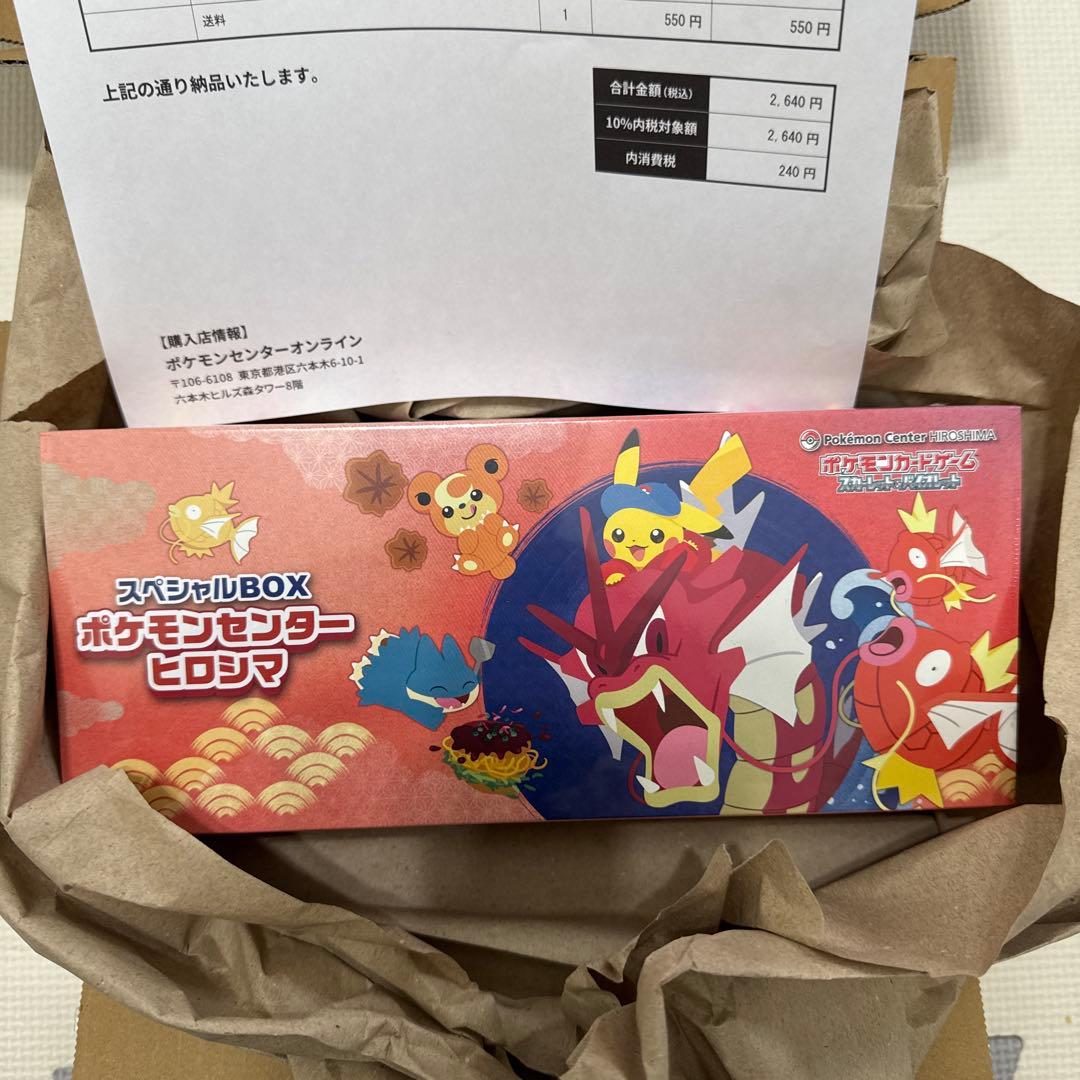 送料 1 550円 550円
上記の通り納品いたします。
合計金額(税込) 2,640円
10%内税対象額 2,640円
内消費税 240円
【購入店情報】
ポケモンセンターオンライン
〒106-6108 東京都港区六本木6-10-1
六本木ヒルズ森タワー8階
Pokémon Center HIROSHIMA
ポケモンカードゲーム
スカーレット&バイオレット
スペシャルBOX
ポケモンセンター
ヒロシマ